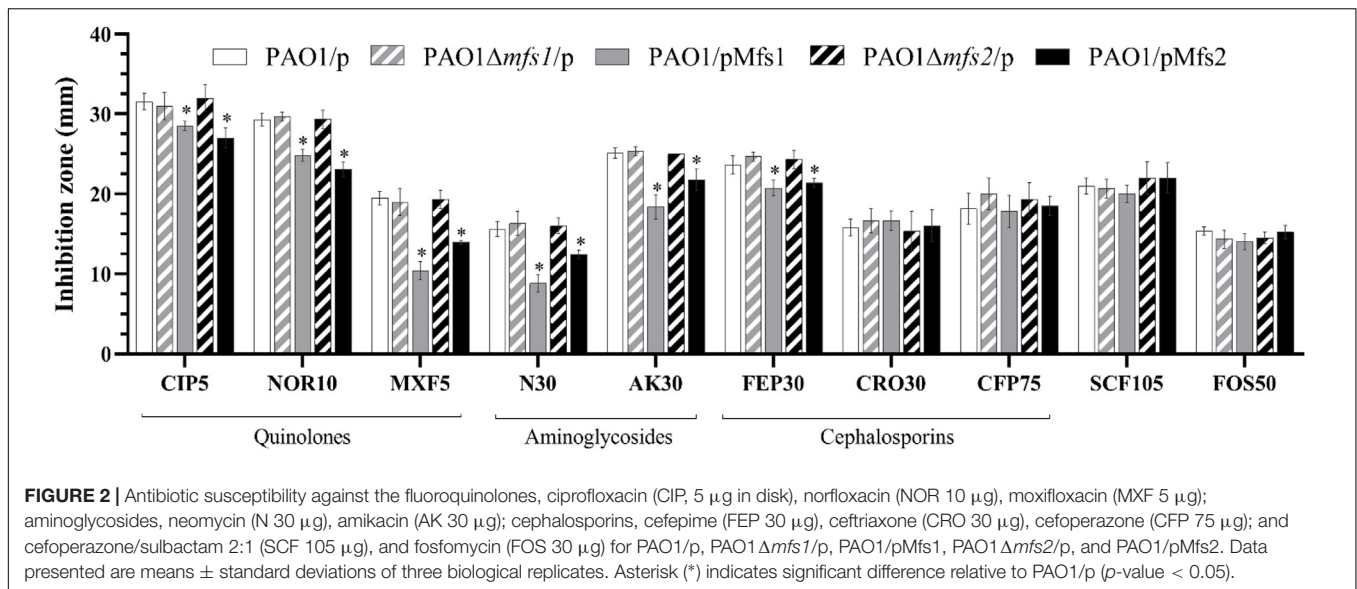 PAO1/p PAO1Δmfs1/p PAO1/pMfs1 PAO1Δmfs2/p PAO1/pMfs2
Inhibition zone (mm)
40
30
20
10
0
* * * * * * * * * * * *
CIP5 NOR10 MXF5 N30 AK30 FEP30 CRO30 CFP75 SCF105 FOS50
Quinolones Aminoglycosides Cephalosporins
FIGURE 2 | Antibiotic susceptibility against the fluoroquinolones, ciprofloxacin (CIP, 5 μg in disk), norfloxacin (NOR 10 μg), moxifloxacin (MXF 5 μg);
aminoglycosides, neomycin (N 30 μg), amikacin (AK 30 μg); cephalosporins, cefepime (FEP 30 μg), ceftriaxone (CRO 30 μg), cefoperazone (CFP 75 μg); and
cefoperazone/sulbactam 2:1 (SCF 105 μg), and fosfomycin (FOS 30 μg) for PAO1/p, PAO1Δmfs1/p, PAO1/pMfs1, PAO1Δmfs2/p, and PAO1/pMfs2. Data
presented are means ± standard deviations of three biological replicates. Asterisk (*) indicates significant difference relative to PAO1/p (p-value < 0.05).